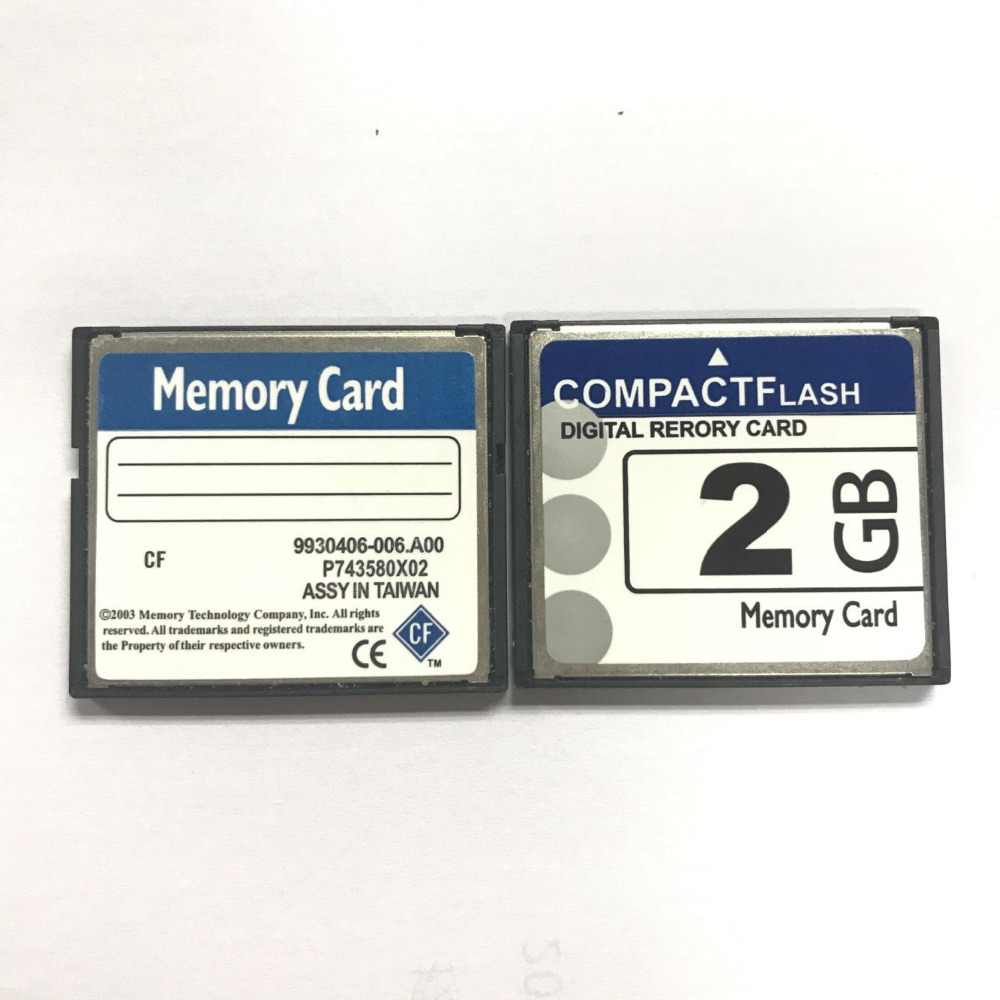 Memory Card
CF
9930406-006.A00
P743580X02
ASSY IN TAIWAN
©2003 Memory Technology Company, Inc. All rights
reserved. All trademarks and registered trademarks are
the Property of their respective owners.
CE
CF
TM
COMPACTFLASH
DIGITAL RERORY CARD
2
GB
Memory Card